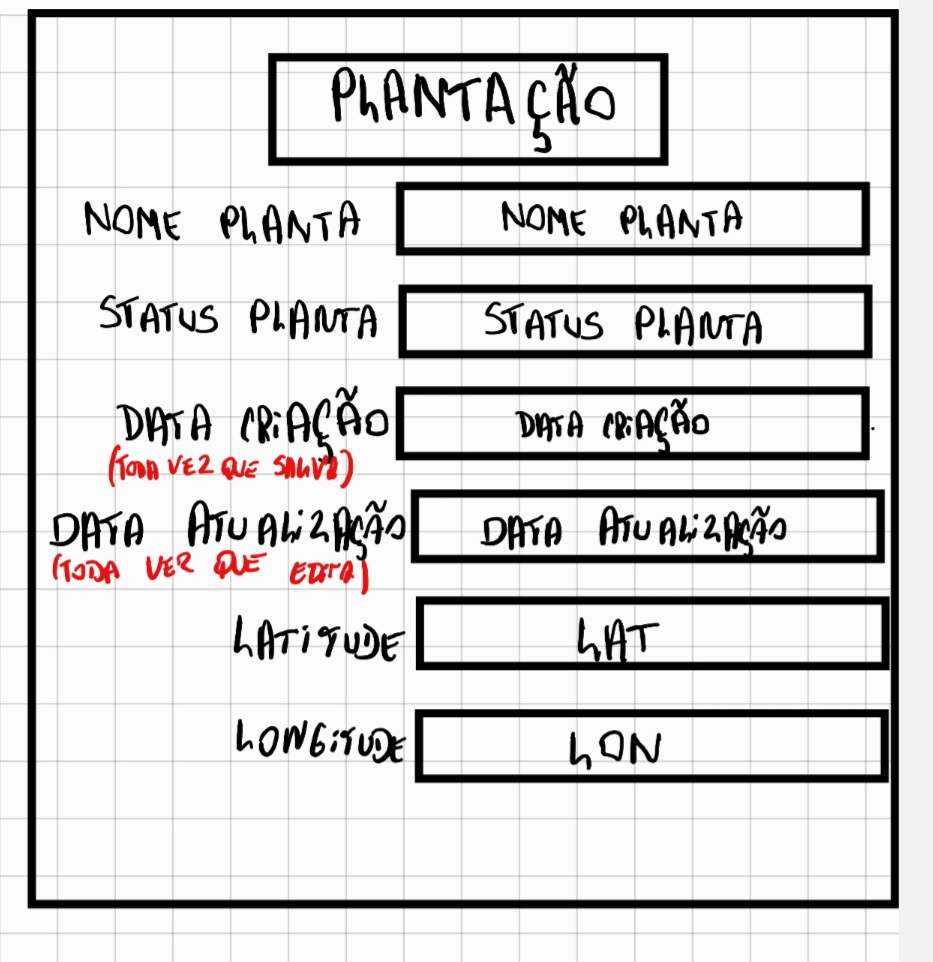 PLANTAÇÃO
NOME PLANTA NOME PLANTA
STATUS PLANTA STATUS PLANTA
DATA CRiAÇÃO DATA CRiAÇÃO
(TODA VEZ QUE SALVA)
DATA ATUALiZAÇÃO DATA ATUALiZAÇÃO
(TODA VER QUE EDITA)
LATiTUDE LAT
LONGiTUDE LON